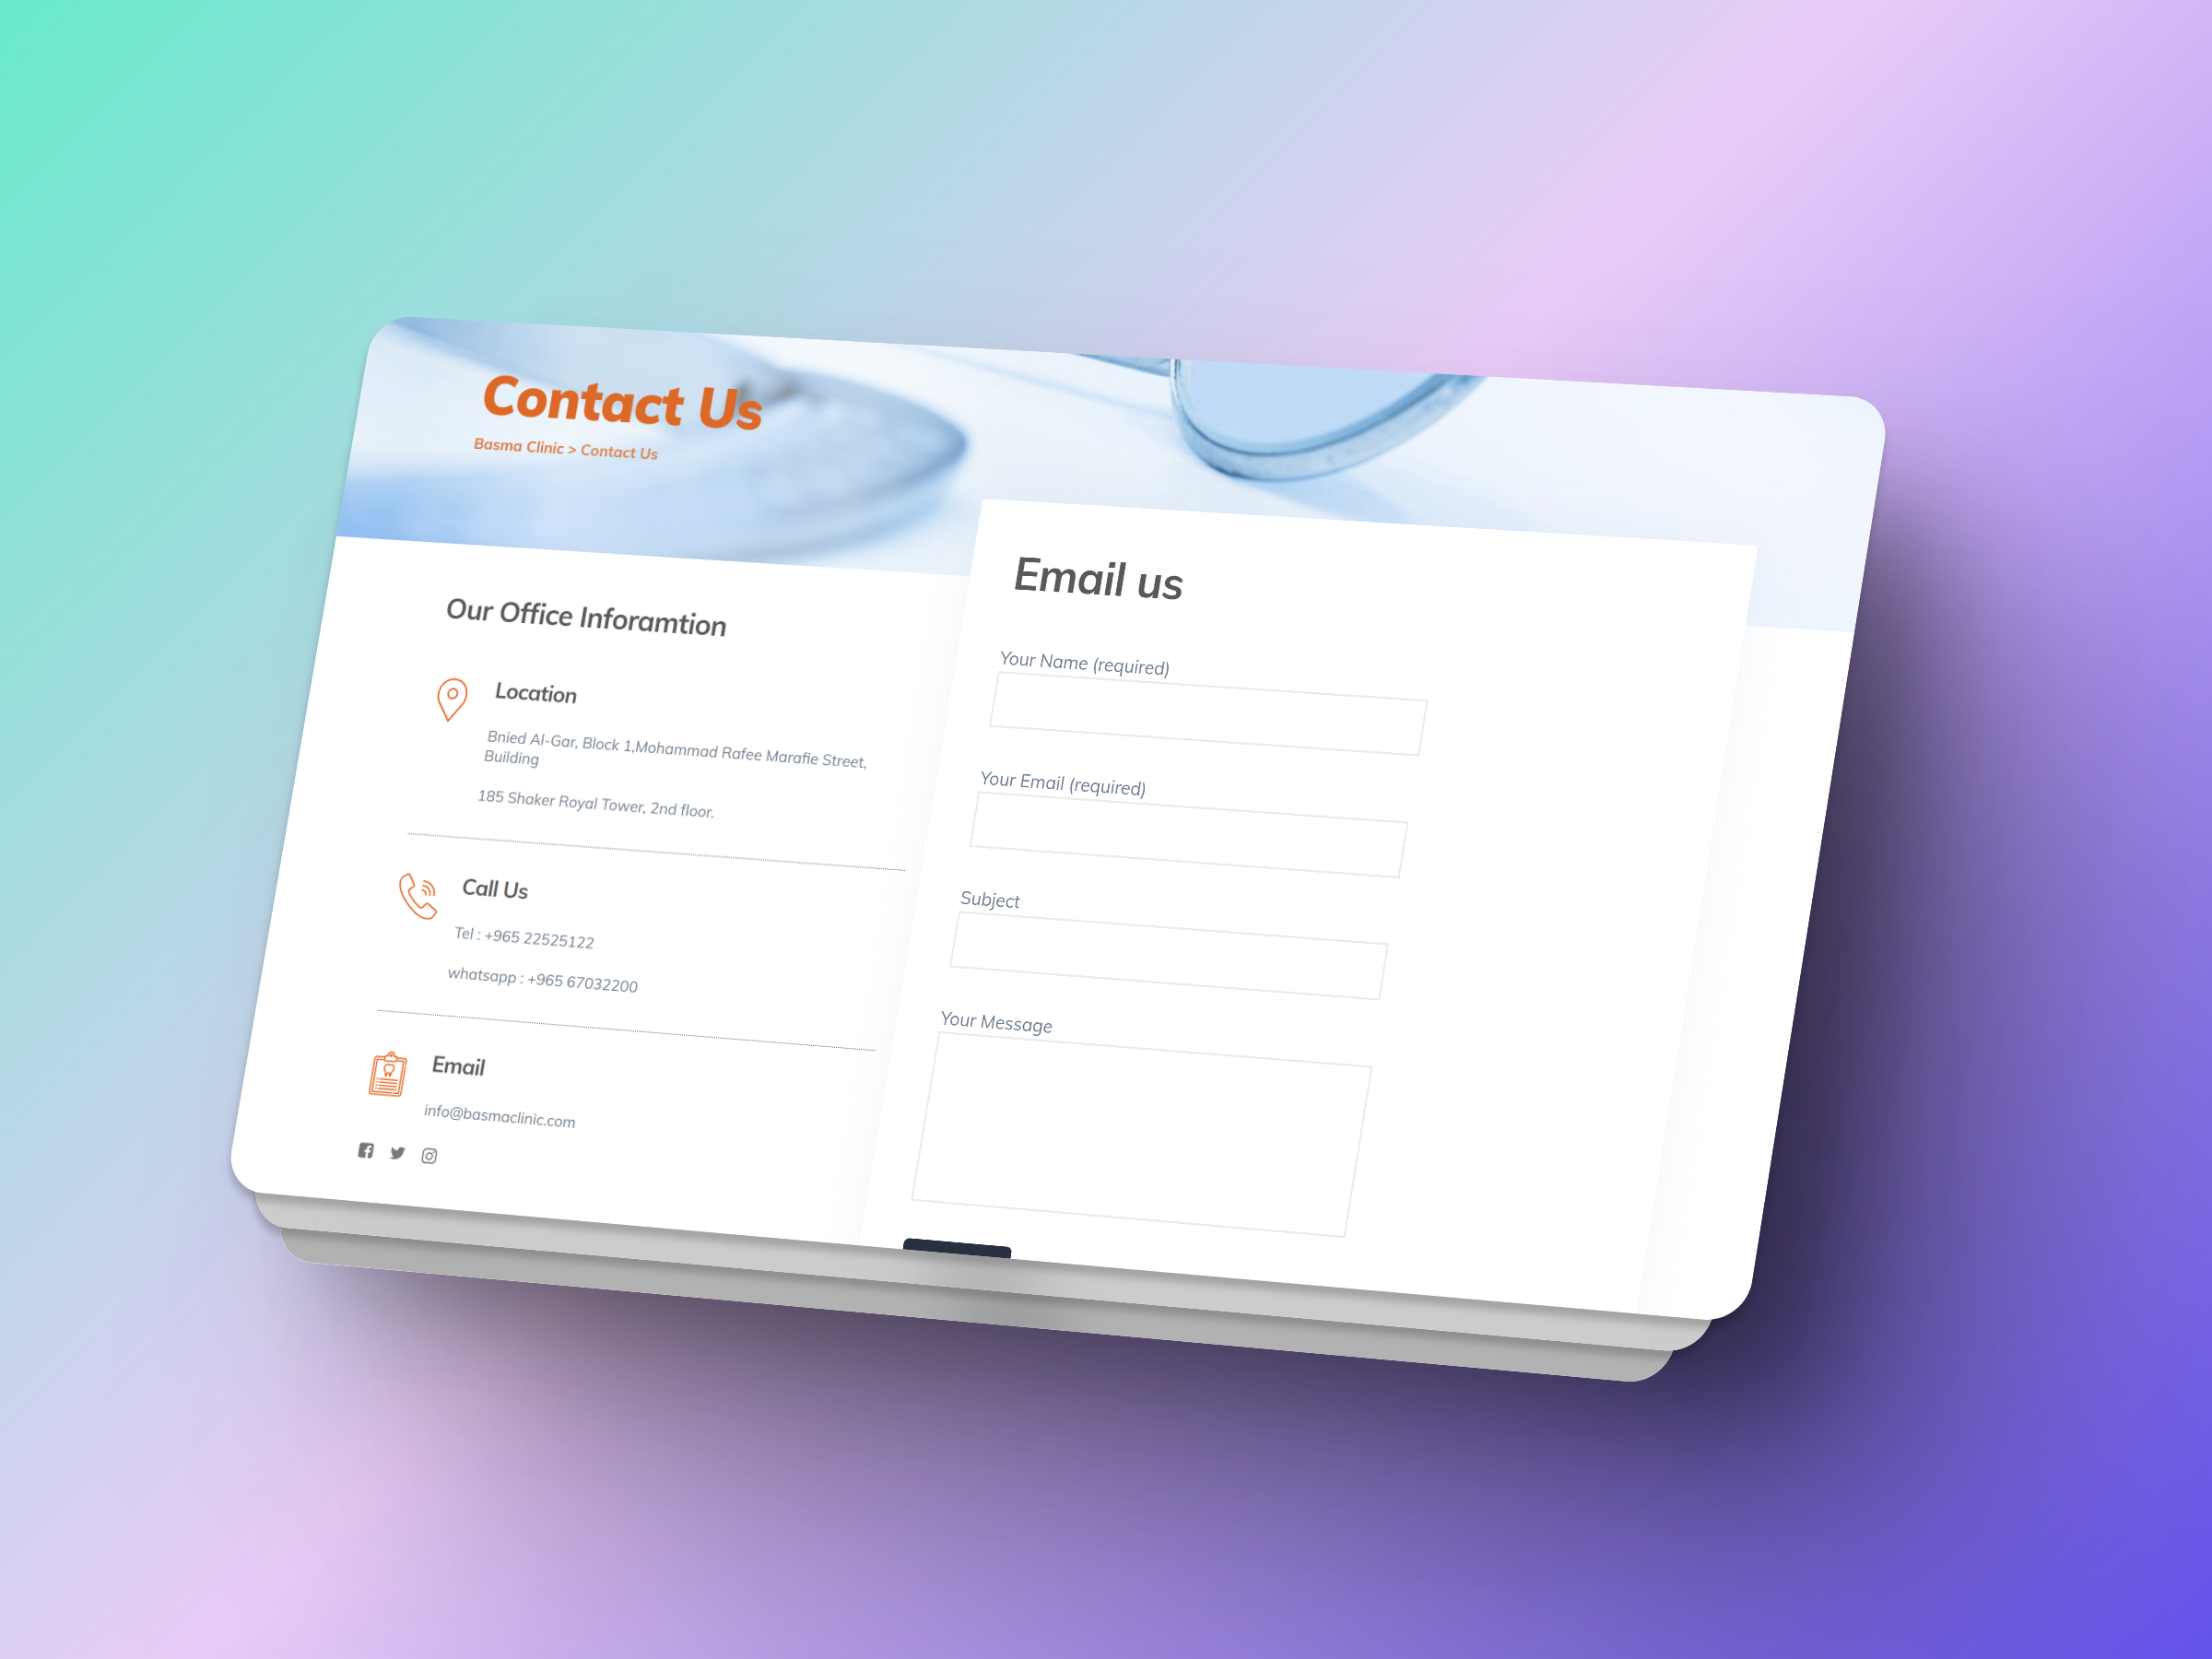 Contact Us
Basma Clinic > Contact Us
Our Office Inforamtion
Location
Bnied Al-Gar, Block 1,Mohammad Rafee Marafie Street,
Building
185 Shaker Royal Tower, 2nd floor.
Call Us
Tel : +965 22525122
whatsapp : +965 67032200
Email
info@basmaclinic.com
Email us
Your Name (required)
Your Email (required)
Subject
Your Message